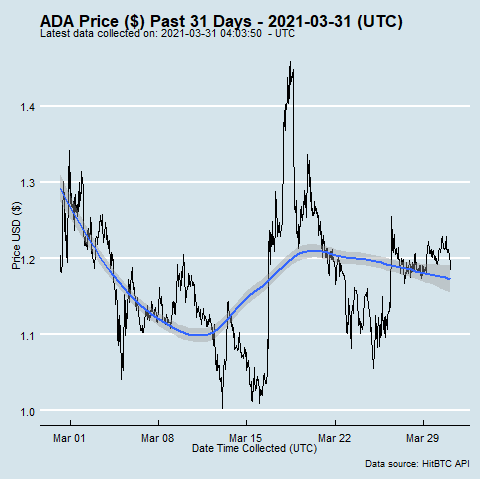 ADA Price ($) Past 31 Days - 2021-03-31 (UTC)
Latest data collected on: 2021-03-31 04:03:50 - UTC
Price USD ($)
1.4
1.3
1.2
1.1
1.0
Mar 01 Mar 08 Mar 15 Mar 22 Mar 29
Date Time Collected (UTC)
Data source: HitBTC API